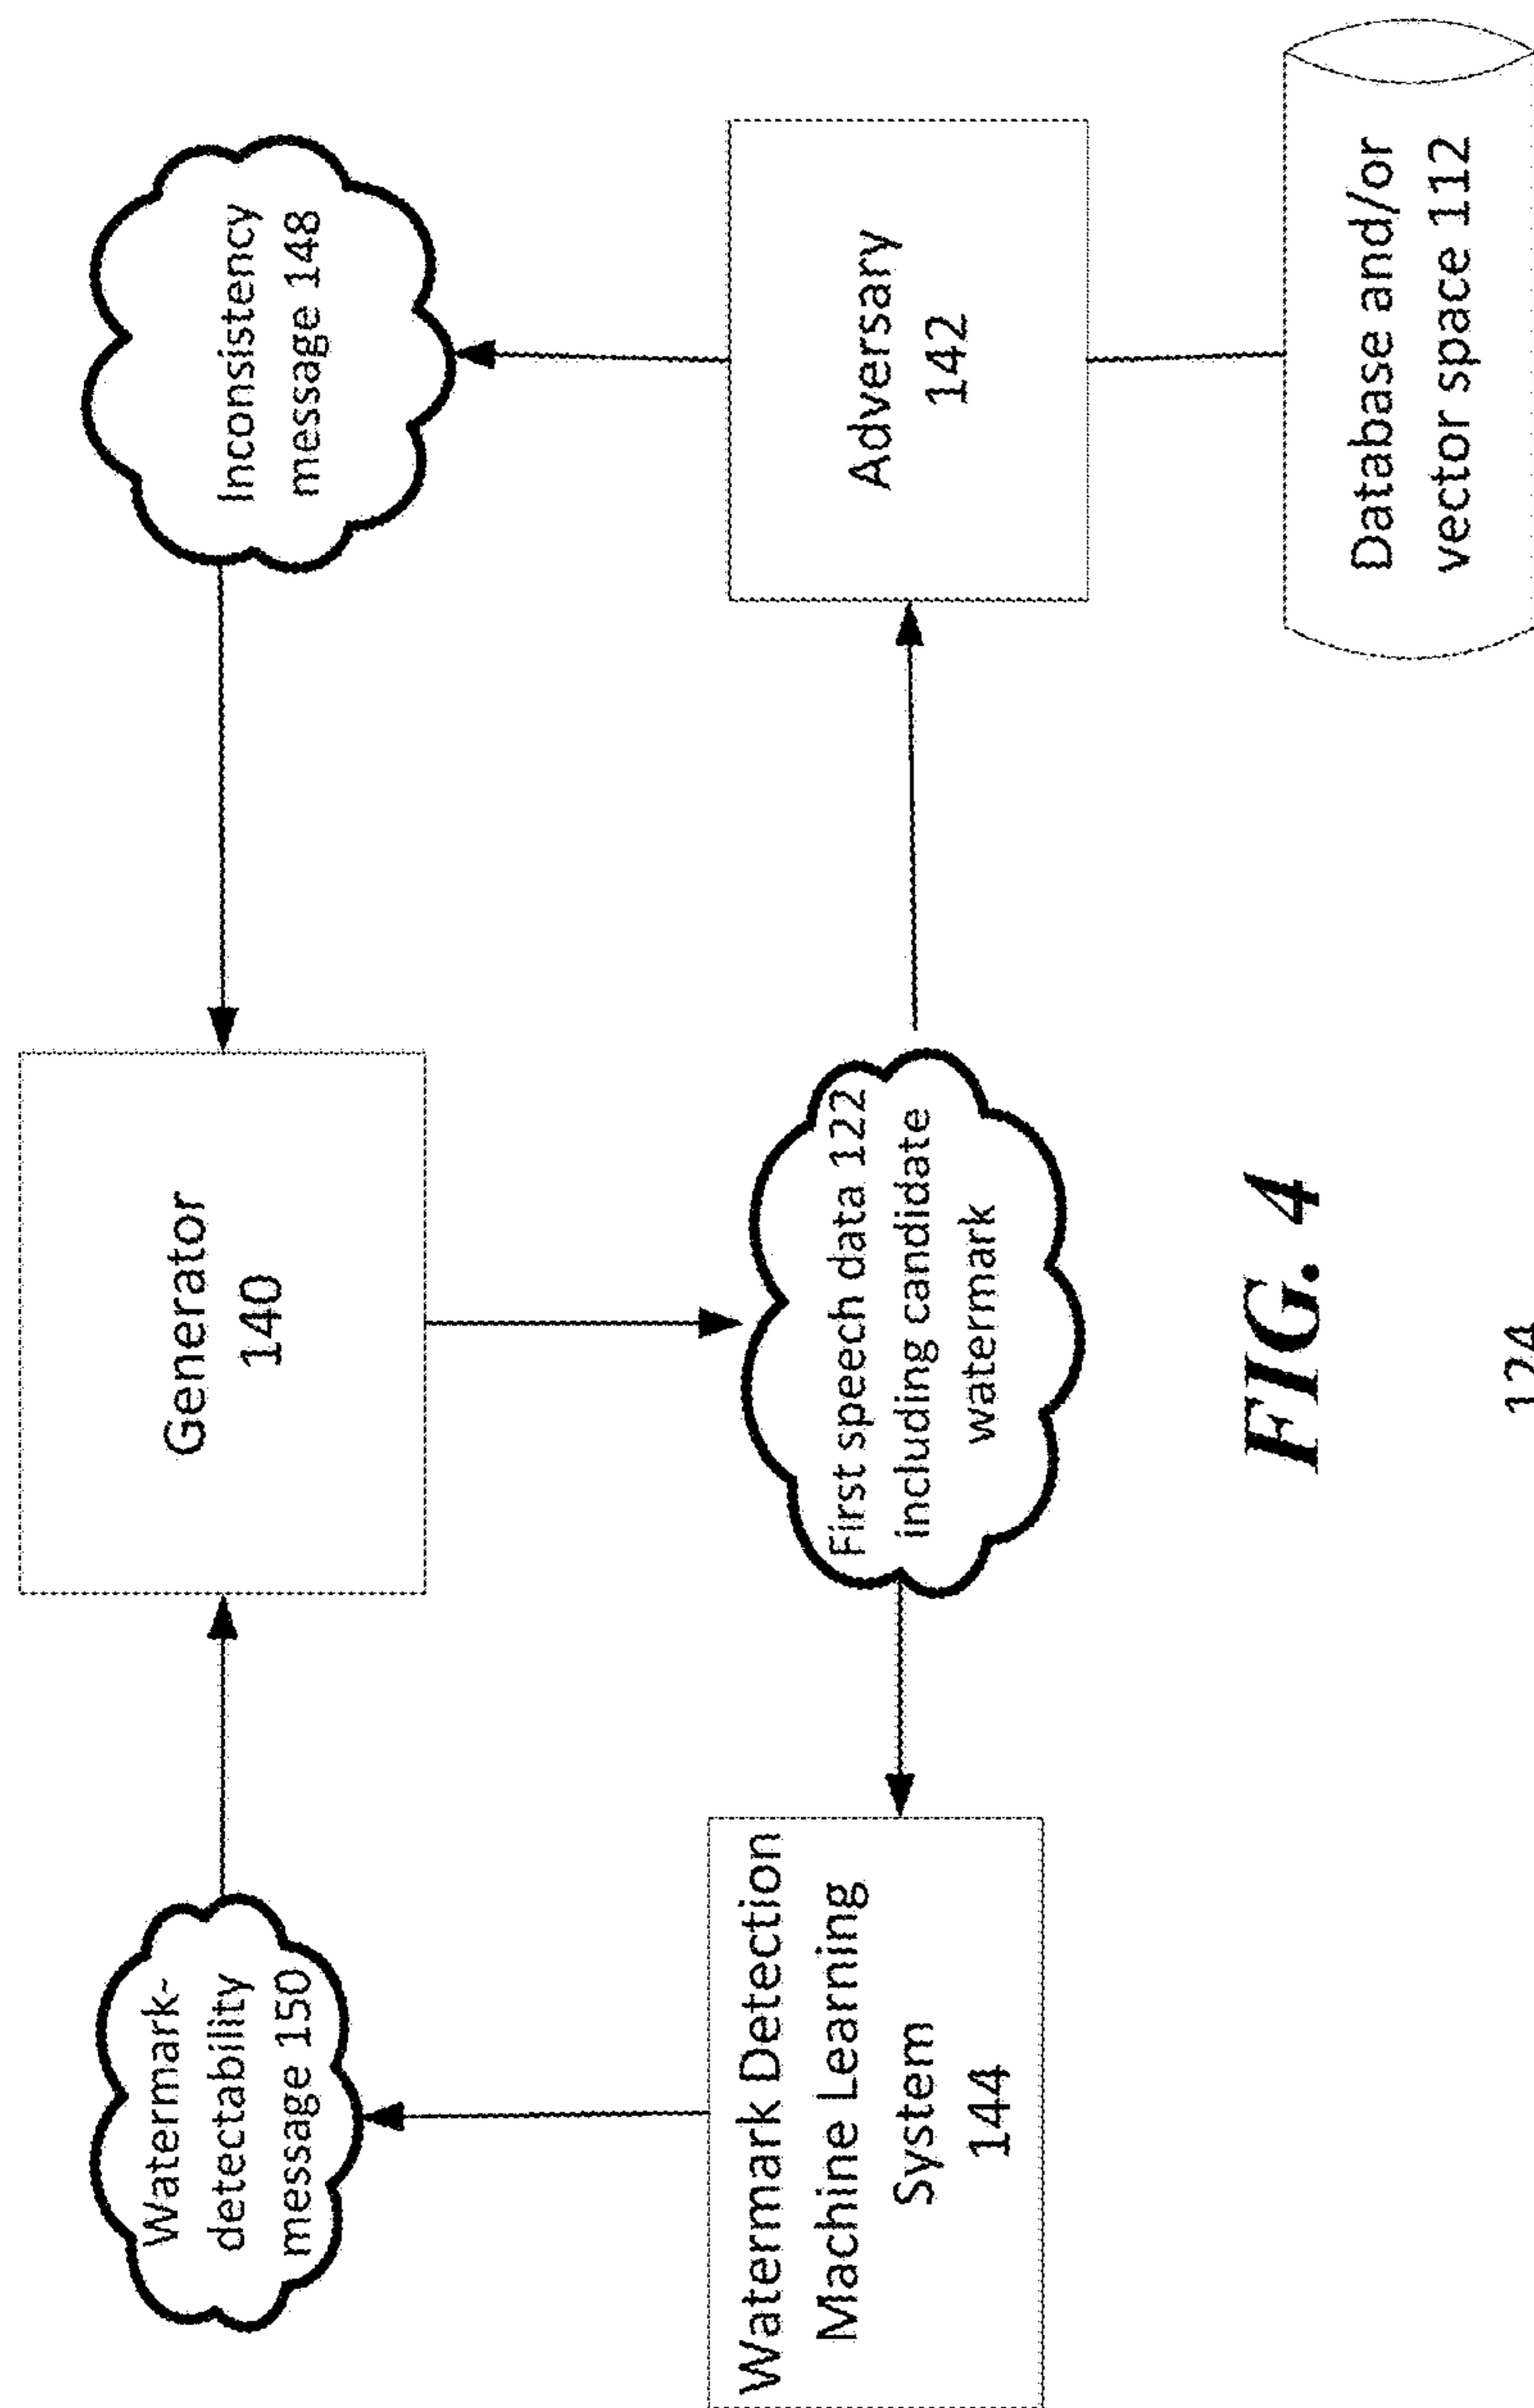 Watermark-
detectability
message 150
Generator
140
Inconsistency
message 148
Watermark Detection
Machine Learning
System
144
First speech data 122
including candidate
watermark
Adversary
142
Database and/or
vector space 112
FIG. 4
124